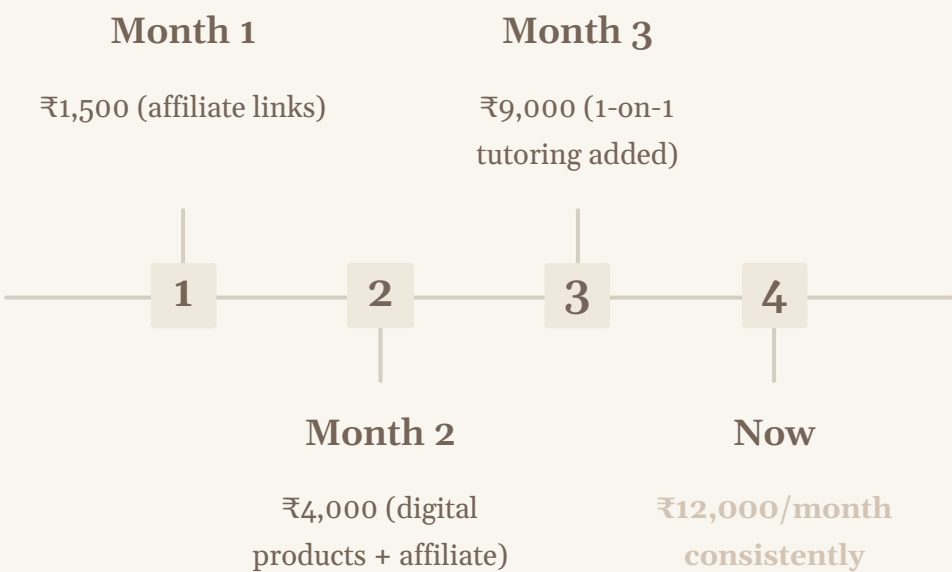 Month 1
₹1,500 (affiliate links)
Month 3
₹9,000 (1-on-1
tutoring added)
1
2
3
4
Month 2
₹4,000 (digital
products + affiliate)
Now
₹12,000/month
consistently